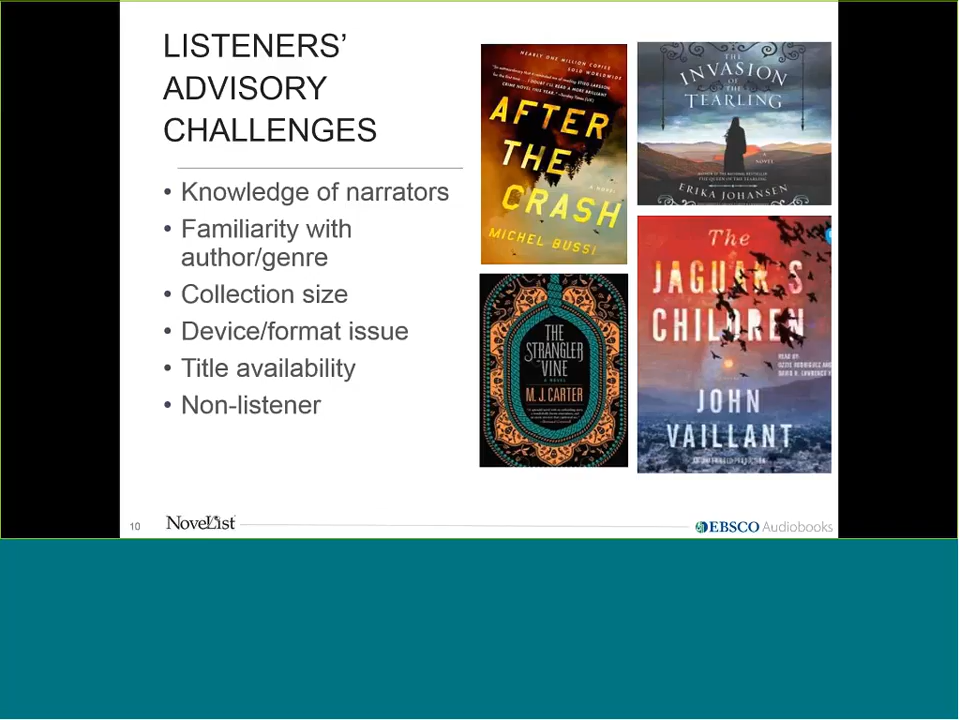 LISTENERS’
ADVISORY
CHALLENGES
• Knowledge of narrators
• Familiarity with
author/genre
• Collection size
• Device/format issue
• Title availability
• Non-listener
NEARLY ONE MILLION COPIES
SOLD WORLDWIDE
AFTER
THE
CRASH
A NOVEL
MICHEL BUSSI
THE
INVASION
OF THE
TEARLING
A
NOVEL
ERIKA JOHANSEN
THE
STRANGLER
VINE
A NOVEL
M. J. CARTER
The
JAGUAR'S
CHILDREN
READ BY
JOHN
VAILLANT
10
NoveList
EBSCO Audiobooks